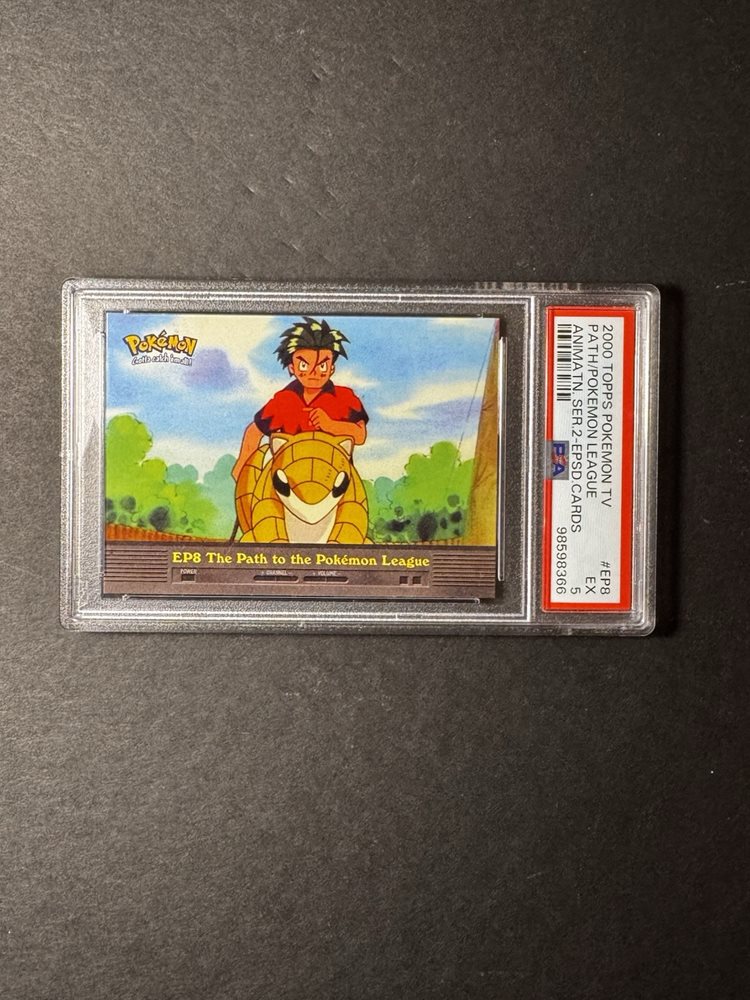 Pokémon
Gotta catch 'em all!
EP8 The Path to the Pokémon League
POWER
+ CHANNEL -
+ VOLUME -
2000 TOPPS POKEMON TV #EP8
PATH/POKEMON LEAGUE EX
ANIMATN. SER.2-EPSD.CARDS 5
PSA 98598366